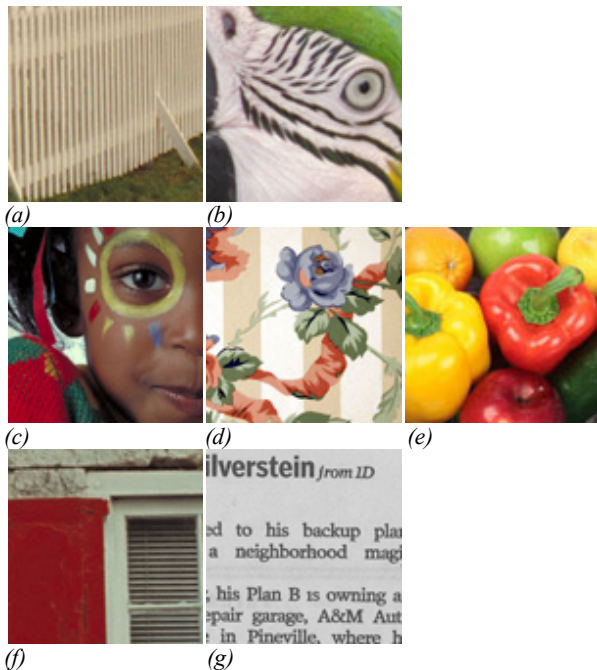 (a) (b)
(c) (d) (e)
ilverstein from 1D
ed to his backup plan
a neighborhood magi
, his Plan B is owning a
epair garage, A&M Aut
e in Pineville, where h
(f) (g)